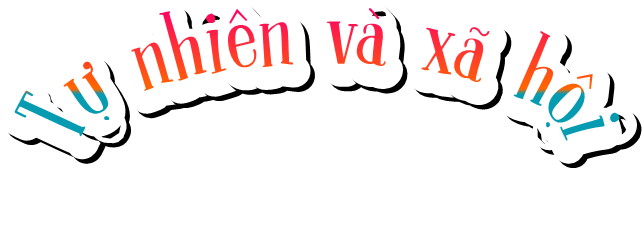 Tự nhiên và xã hội